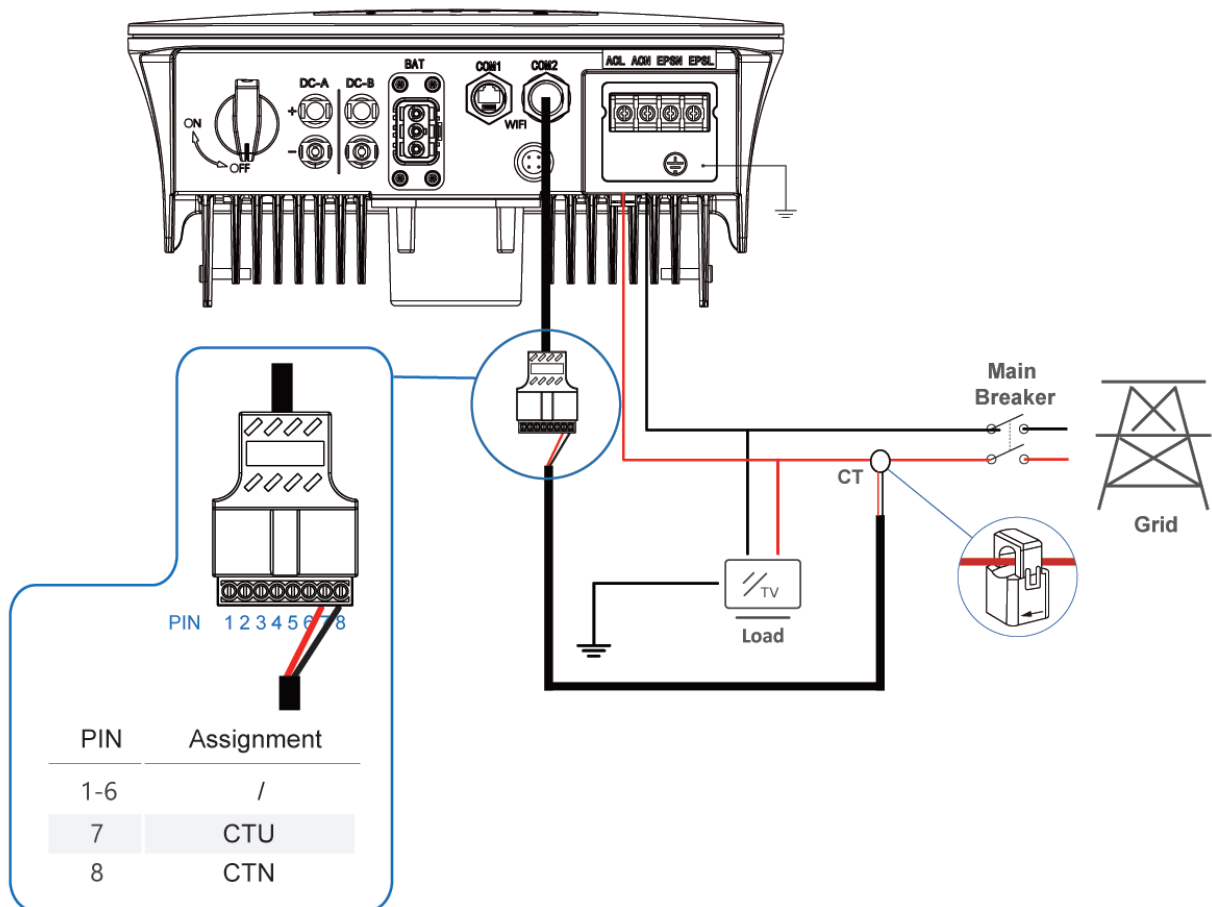 ACL ACN EPSN EPSL
BAT
COM1
COM2
DC-A
DC-B
ON
+
-
OFF
WIFI
Main
Breaker
CT
Grid
TV
Load
PIN 1 2 3 4 5 6 7 8
PIN Assignment
1-6 /
7 CTU
8 CTN